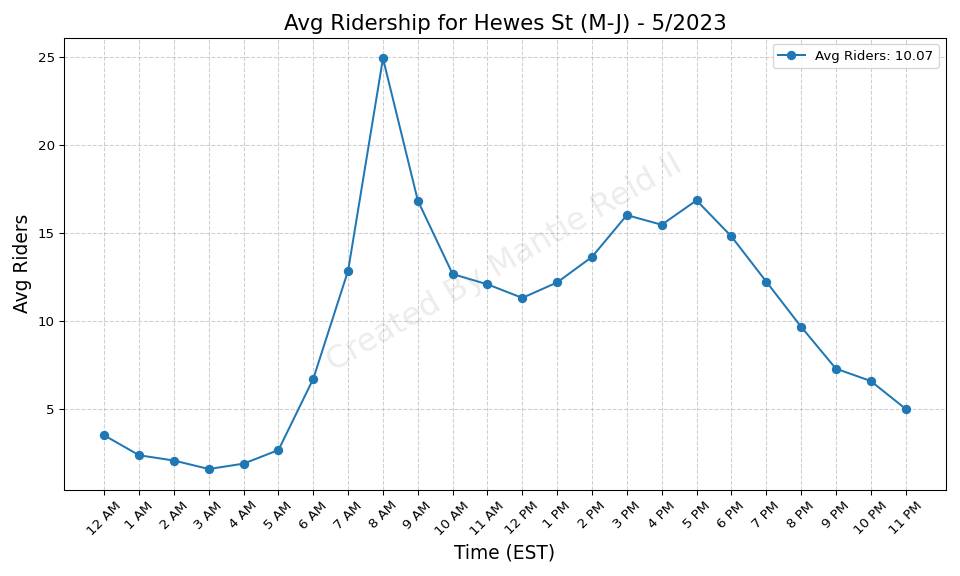 Avg Ridership for Hewes St (M-J) - 5/2023
Avg Riders: 10.07
Avg Riders
25
20
15
10
5
Created By Mantie Reid II
12 AM
1 AM
2 AM
3 AM
4 AM
5 AM
6 AM
7 AM
8 AM
9 AM
10 AM
11 AM
12 PM
1 PM
2 PM
3 PM
4 PM
5 PM
6 PM
7 PM
8 PM
9 PM
10 PM
11 PM
Time (EST)